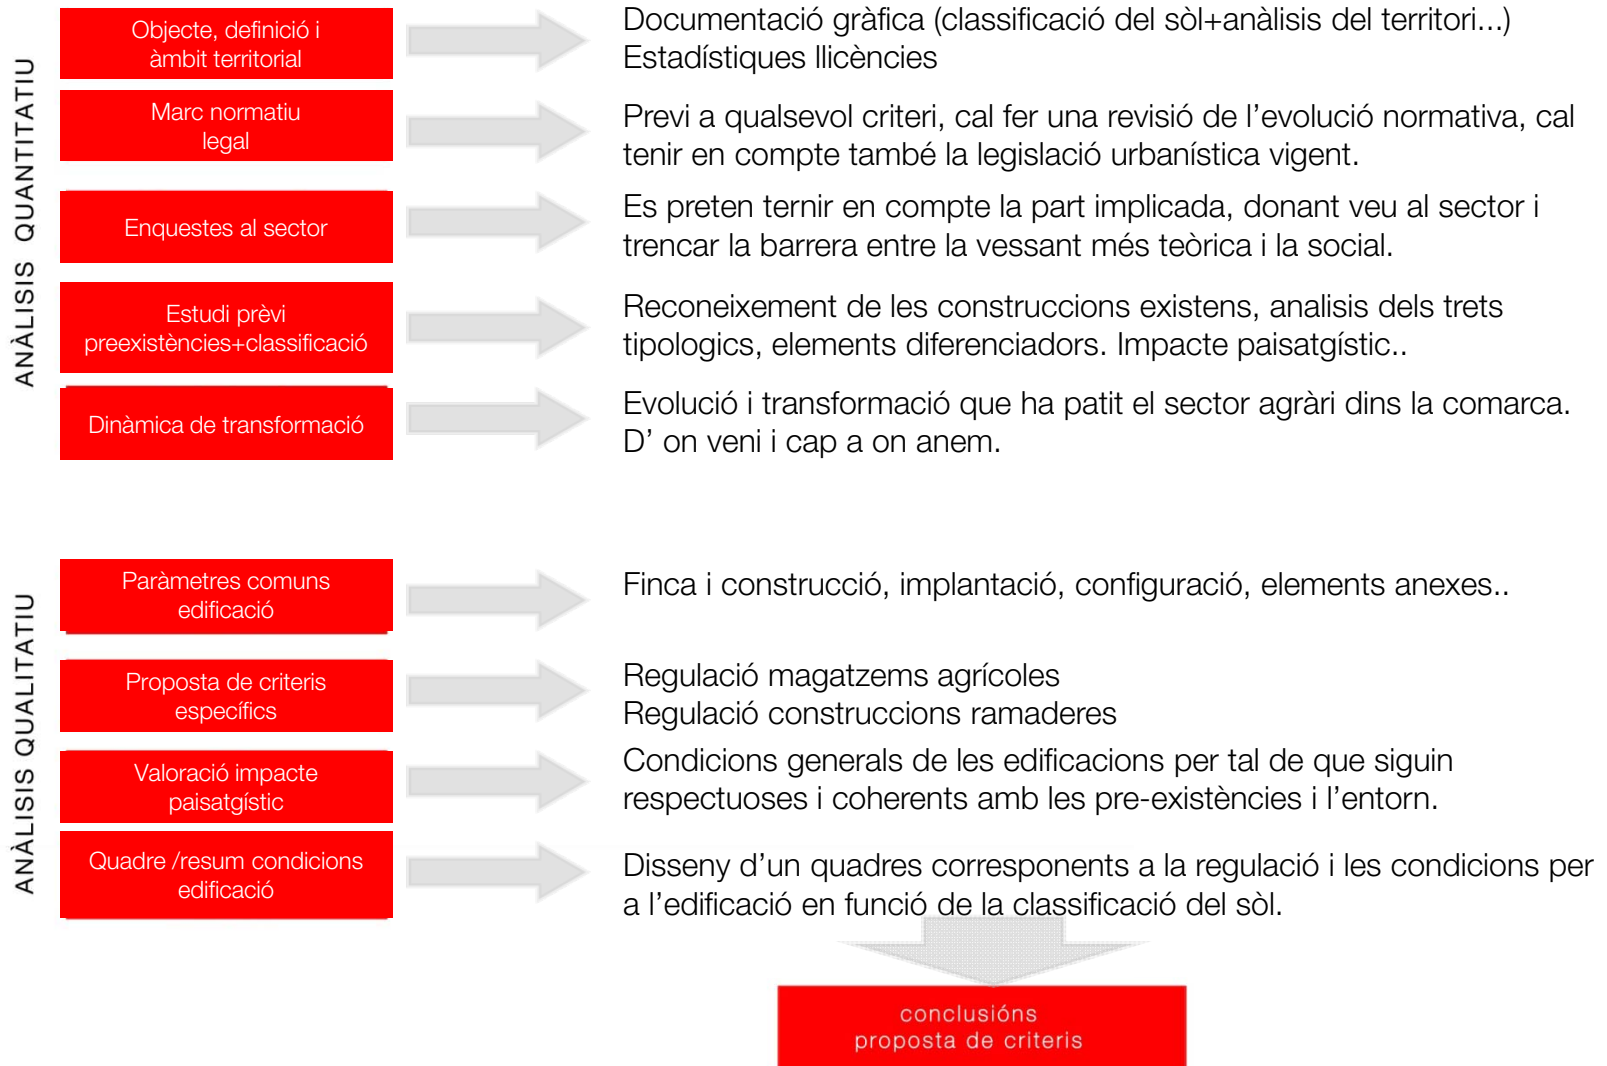 ANÀLISIS QUANTITATIU
Objecte, definició i
àmbit territorial
Documentació gràfica (classificació del sòl+anàlisis del territori...)
Estadístiques llicències
Marc normatiu
legal
Previ a qualsevol criteri, cal fer una revisió de l’evolució normativa, cal
tenir en compte també la legislació urbanística vigent.
Enquestes al sector
Es preten ternir en compte la part implicada, donant veu al sector i
trencar la barrera entre la vessant més teòrica i la social.
Estudi prèvi
preexistències+classificació
Reconeixement de les construccions existens, analisis dels trets
tipologics, elements diferenciadors. Impacte paisatgístic..
Dinàmica de transformació
Evolució i transformació que ha patit el sector agràri dins la comarca.
D’ on veni i cap a on anem.
ANÀLISIS QUALITATIU
Paràmetres comuns
edificació
Finca i construcció, implantació, configuració, elements anexes..
Proposta de criteris
específics
Regulació magatzems agrícoles
Regulació construccions ramaderes
Valoració impacte
paisatgístic
Condicions generals de les edificacions per tal de que siguin
respectuoses i coherents amb les pre-existències i l’entorn.
Quadre /resum condicions
edificació
Disseny d’un quadres corresponents a la regulació i les condicions per
a l’edificació en funció de la classificació del sòl.
conclusións
proposta de criteris